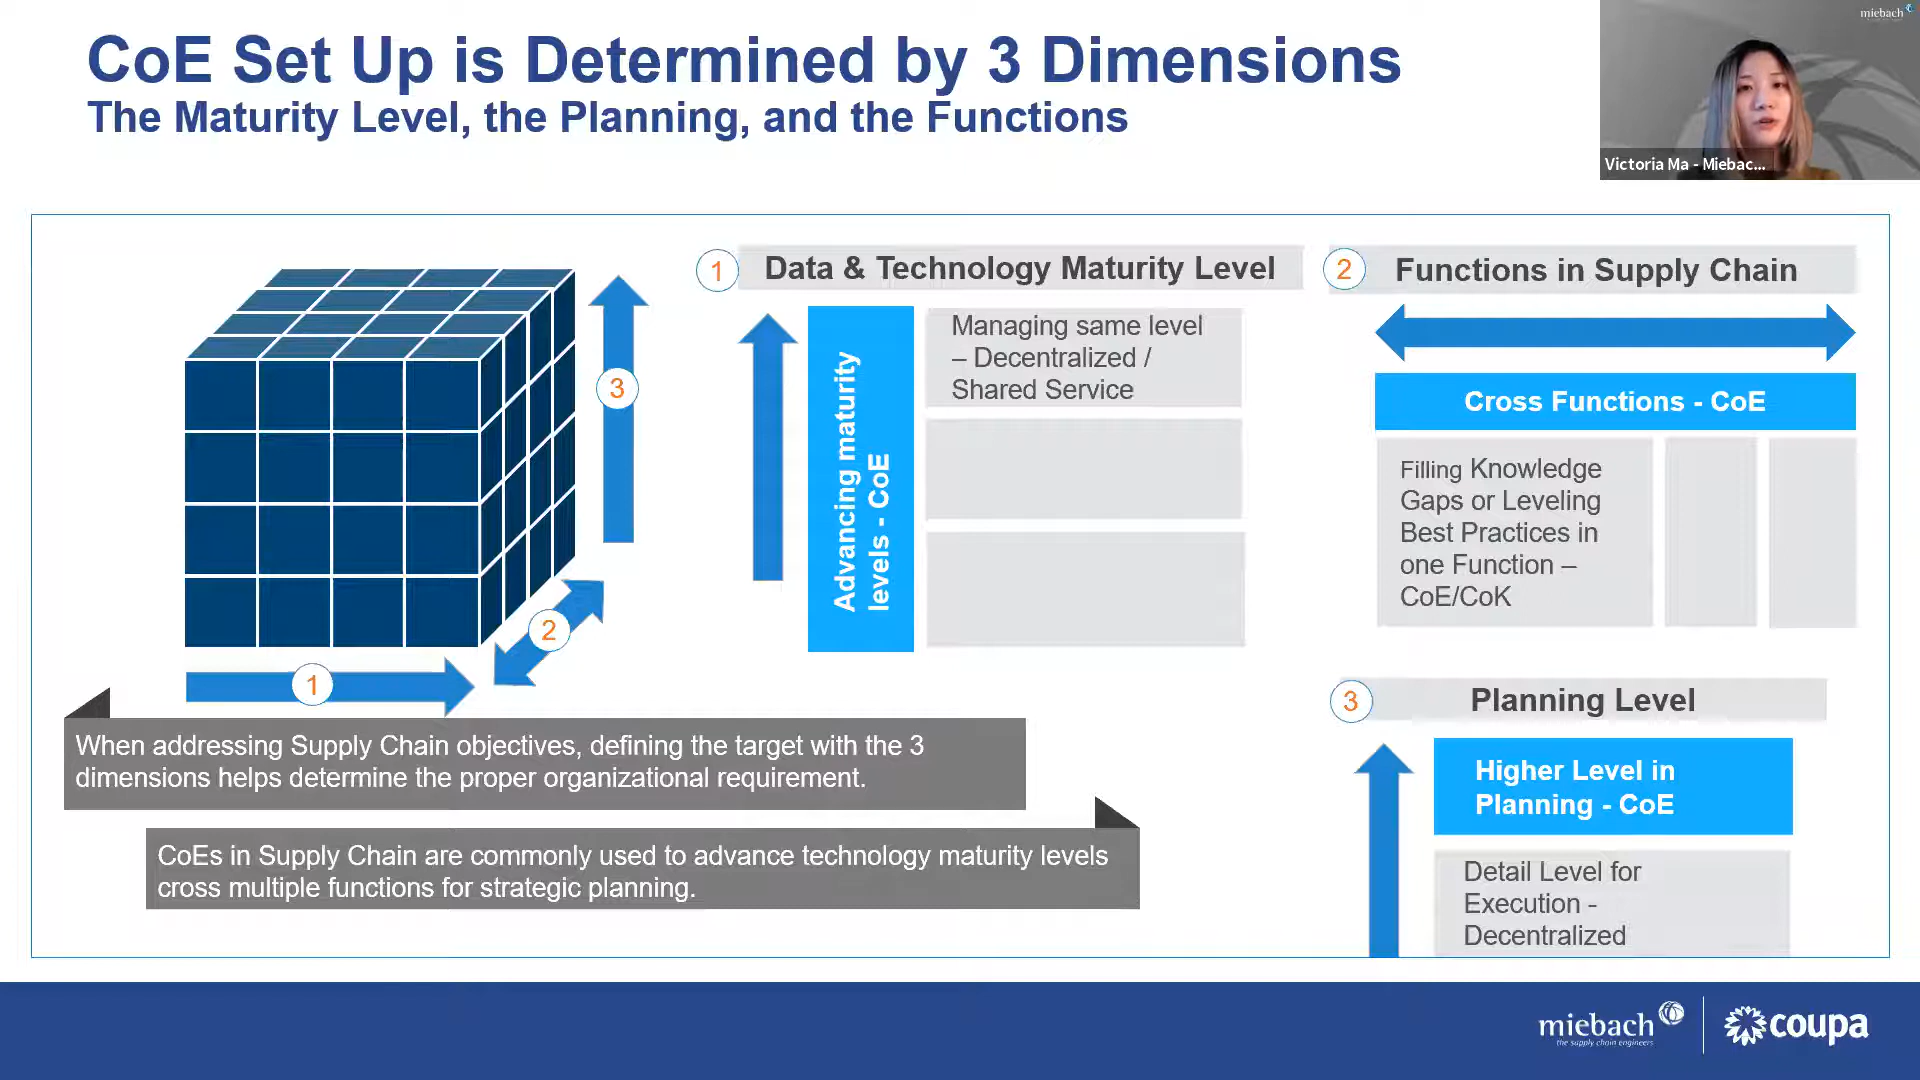 CoE Set Up is Determined by 3 Dimensions
The Maturity Level, the Planning, and the Functions
miebach
Victoria Ma - Miebac...
3
2
1
When addressing Supply Chain objectives, defining the target with the 3
dimensions helps determine the proper organizational requirement.
CoEs in Supply Chain are commonly used to advance technology maturity levels
cross multiple functions for strategic planning.
1
Data & Technology Maturity Level
Advancing maturity
levels - CoE
Managing same level
– Decentralized /
Shared Service
2
Functions in Supply Chain
Cross Functions - CoE
Filling Knowledge
Gaps or Leveling
Best Practices in
one Function –
CoE/CoK
3
Planning Level
Higher Level in
Planning - CoE
Detail Level for
Execution -
Decentralized
miebach
the supply chain engineers
coupa